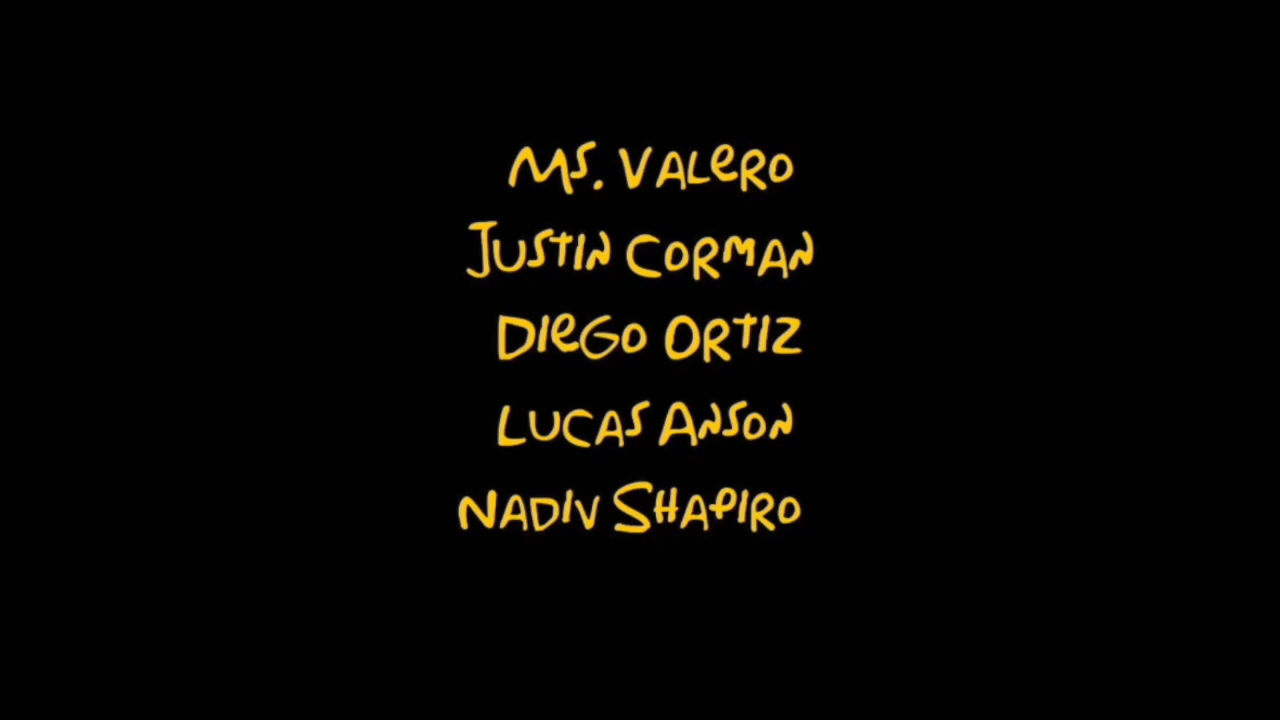 Ms. Valero
Justin Corman
Diego Ortiz
Lucas Anson
Nadiv Shapiro